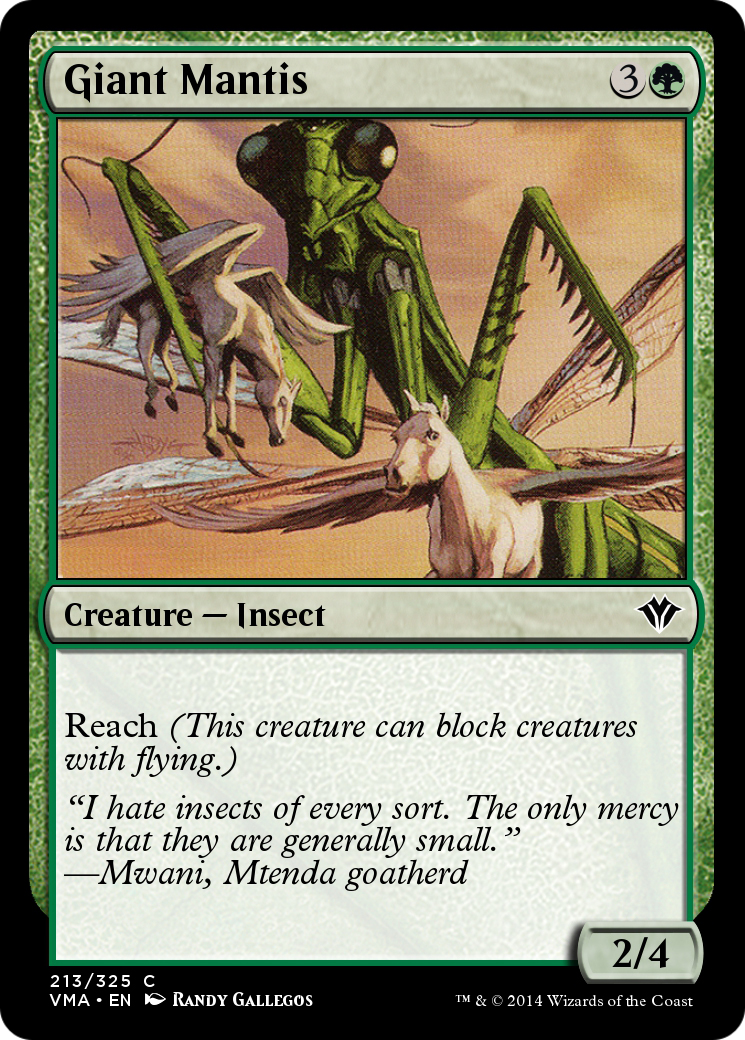 Giant Mantis 3
Creature — Insect
Reach (This creature can block creatures
with flying.)
“I hate insects of every sort. The only mercy
is that they are generally small.”
—Mwani, Mtenda goatherd
2/4
213/325 C
VMA • EN RANDY GALLEGOS
™ & © 2014 Wizards of the Coast